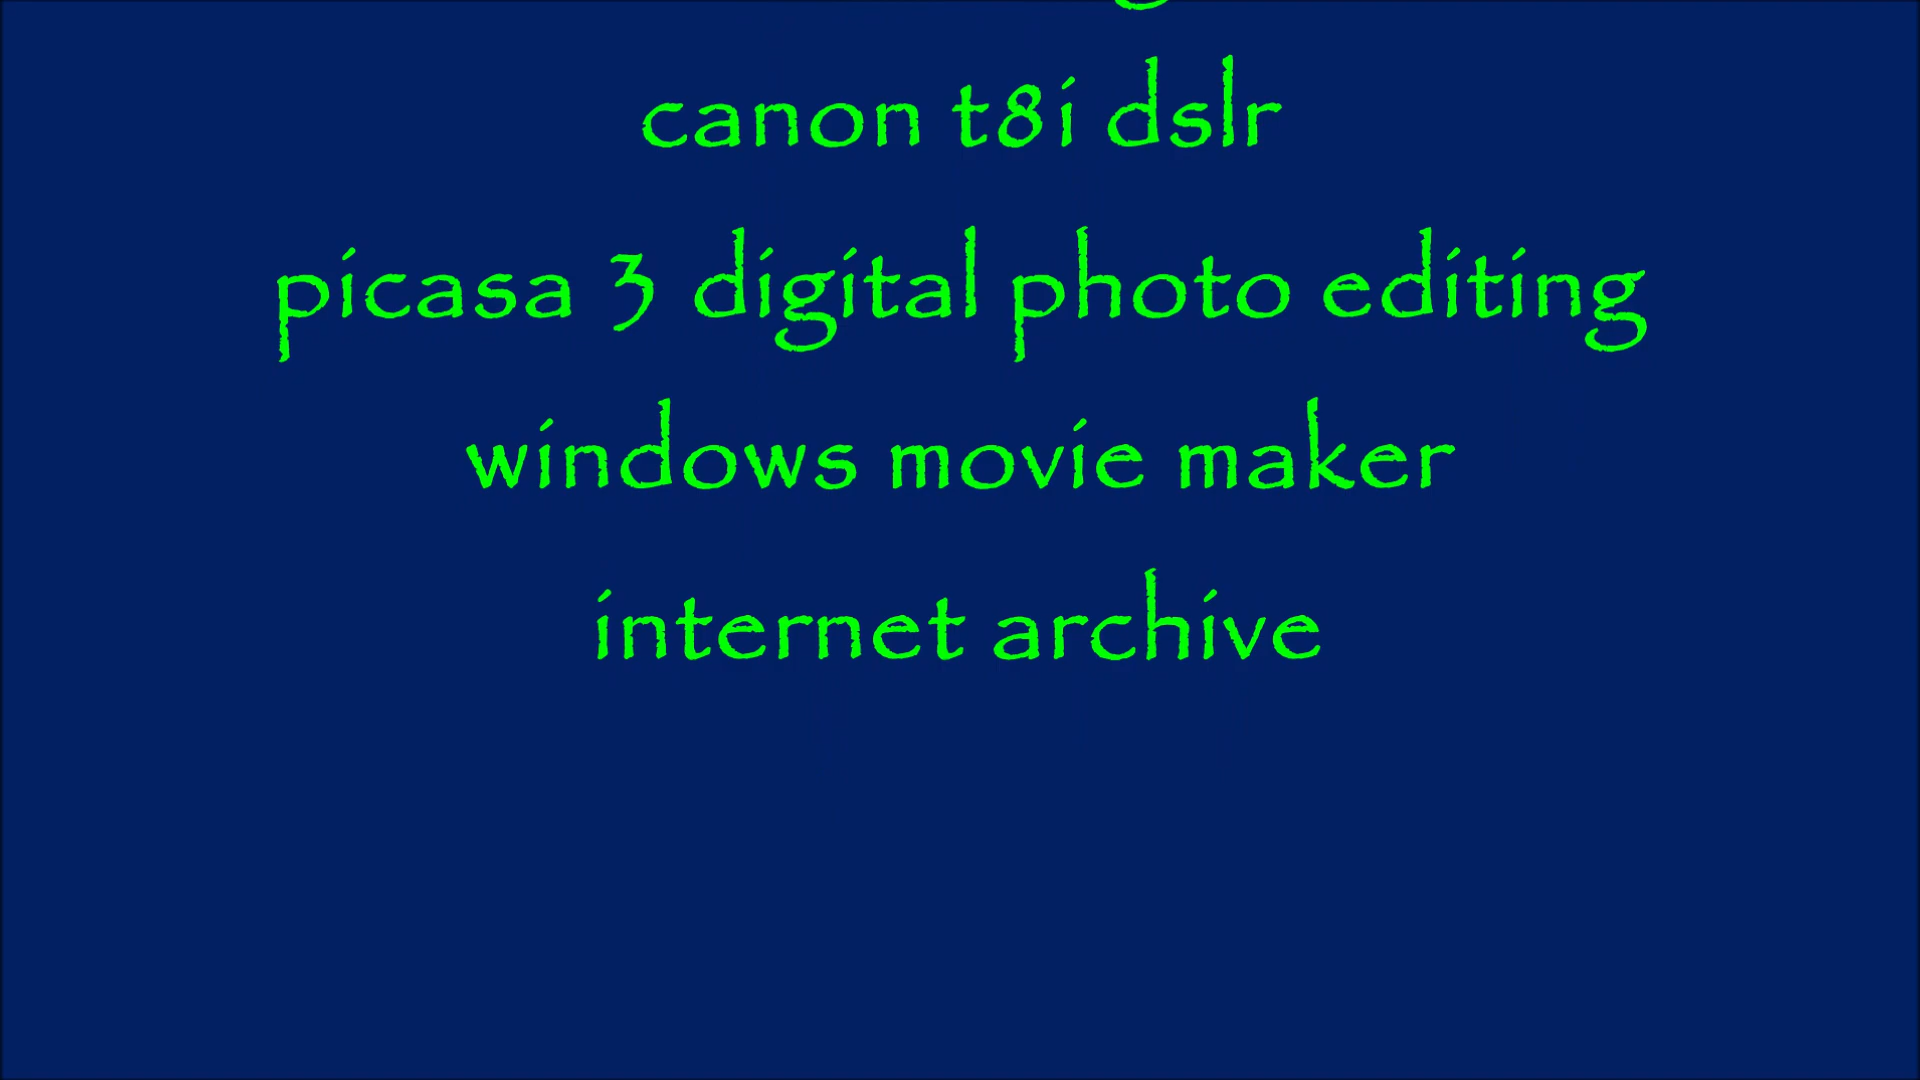 canon t8i dslr
picasa 3 digital photo editing
windows movie maker
internet archive